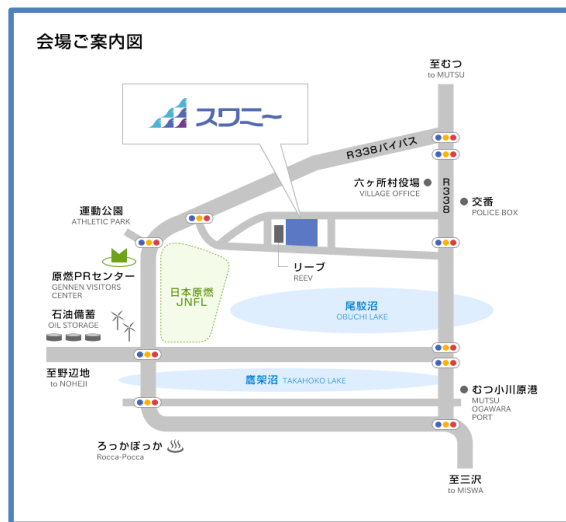 会場ご案内図
至むつ
to MUTSU
スワニー
R338バイパス
六ヶ所村役場
VILLAGE OFFICE
R338
交番
POLICE BOX
運動公園
ATHLETIC PARK
リーブ
REEV
原燃PRセンター
GENNEN VISITORS
CENTER
日本原燃
JNFL
尾駮沼
OBUCHI LAKE
石油備蓄
OIL STORAGE
至野辺地
to NOHEJI
鷹架沼 TAKAHOKO LAKE
むつ小川原港
MUTSU
OGAWARA
PORT
ろっかぽっか
Rocca-Pocca
至三沢
to MISWA